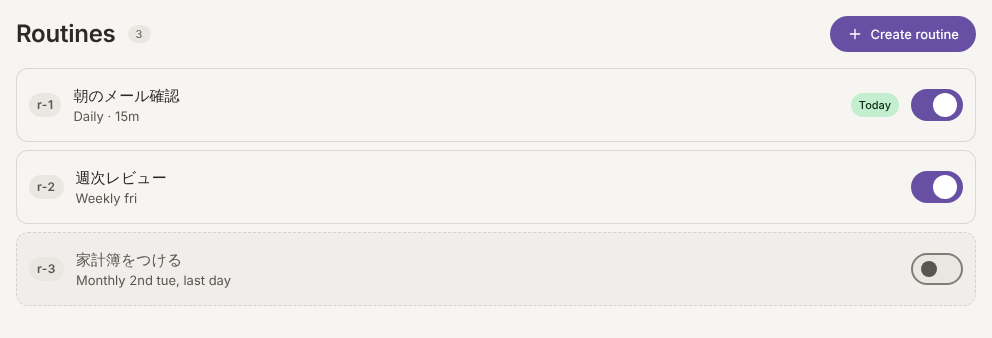 Routines 3
+ Create routine
r-1
朝のメール確認
Daily · 15m
Today
r-2
週次レビュー
Weekly fri
r-3
家計簿をつける
Monthly 2nd tue, last day